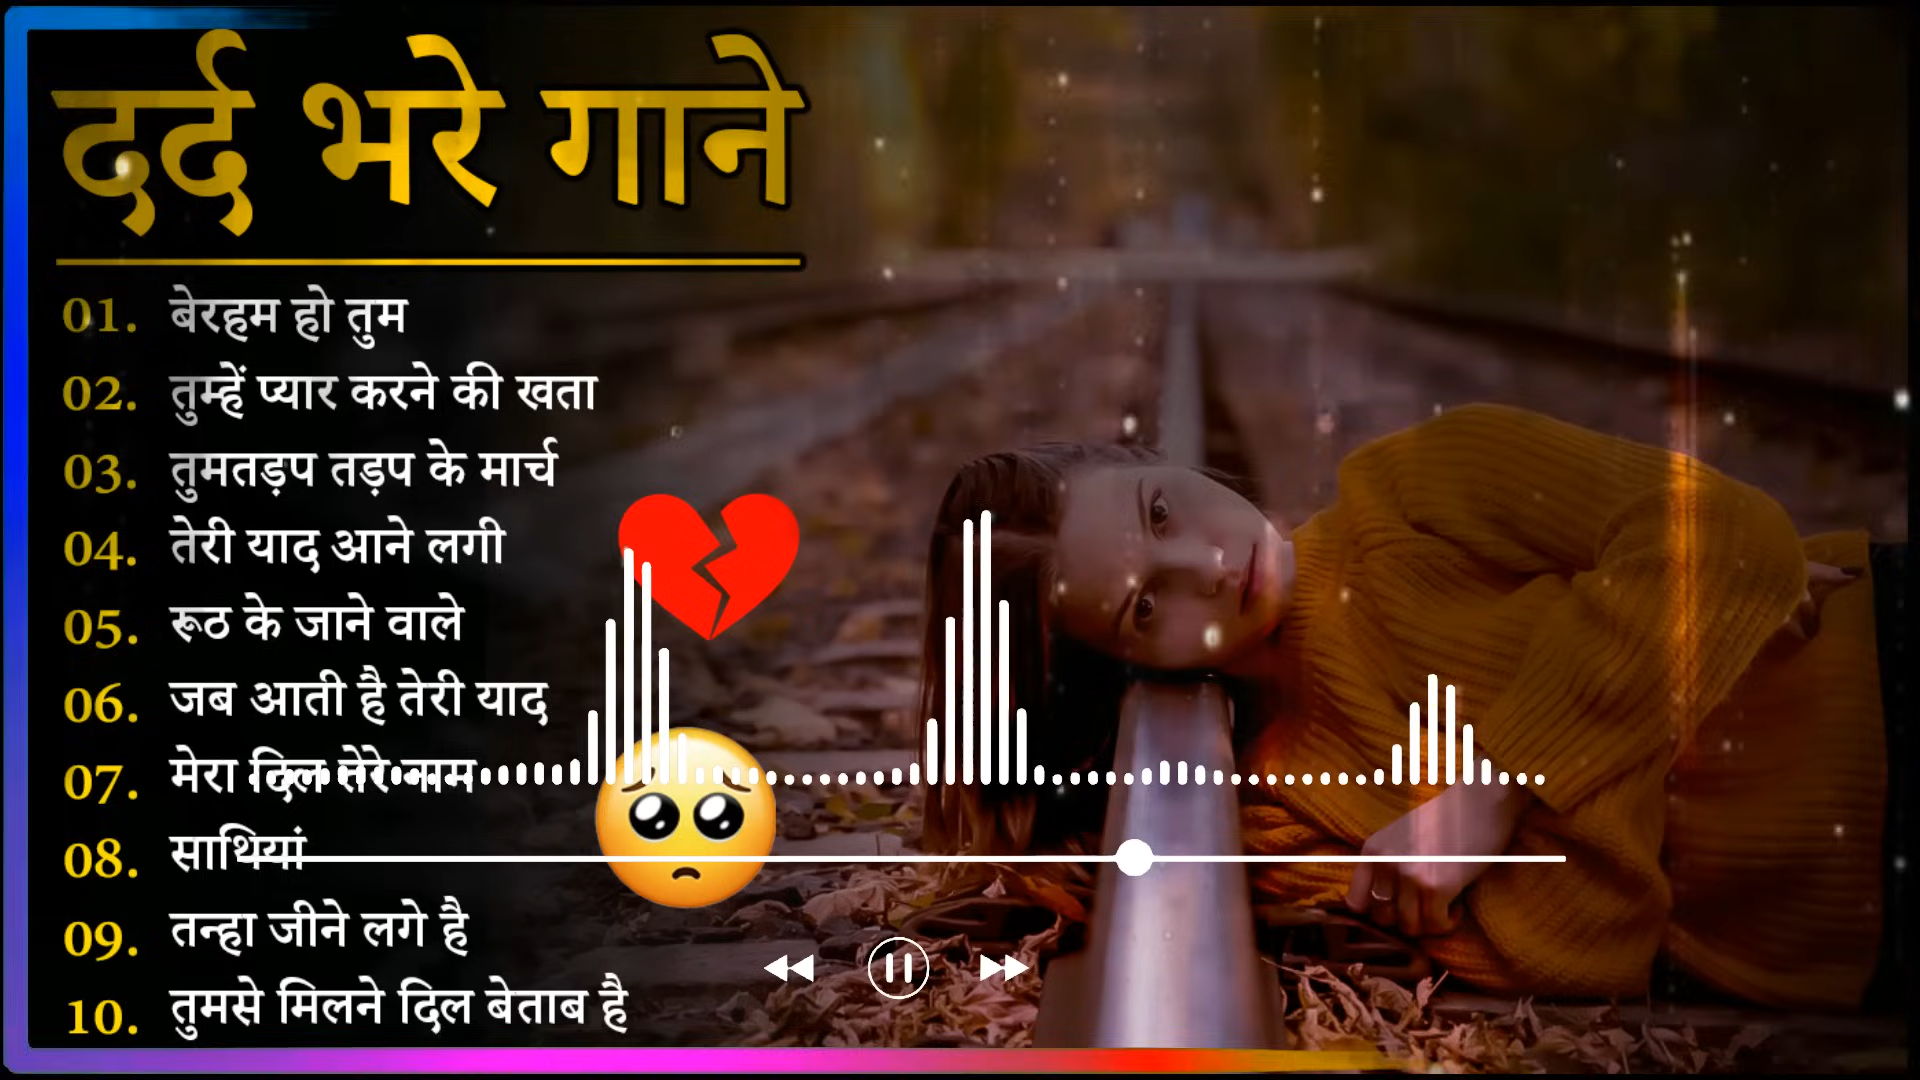 दर्द भरे गाने
01. बेरहम हो तुम
02. तुम्हें प्यार करने की खता
03. तुमतड़प तड़प के मार्च
04. तेरी याद आने लगी
05. रूठ के जाने वाले
06. जब आती है तेरी याद
07. मेरा दिल तेरे नाम
08. साथियां
09. तन्हा जीने लगे है
10. तुमसे मिलने दिल बेताब है